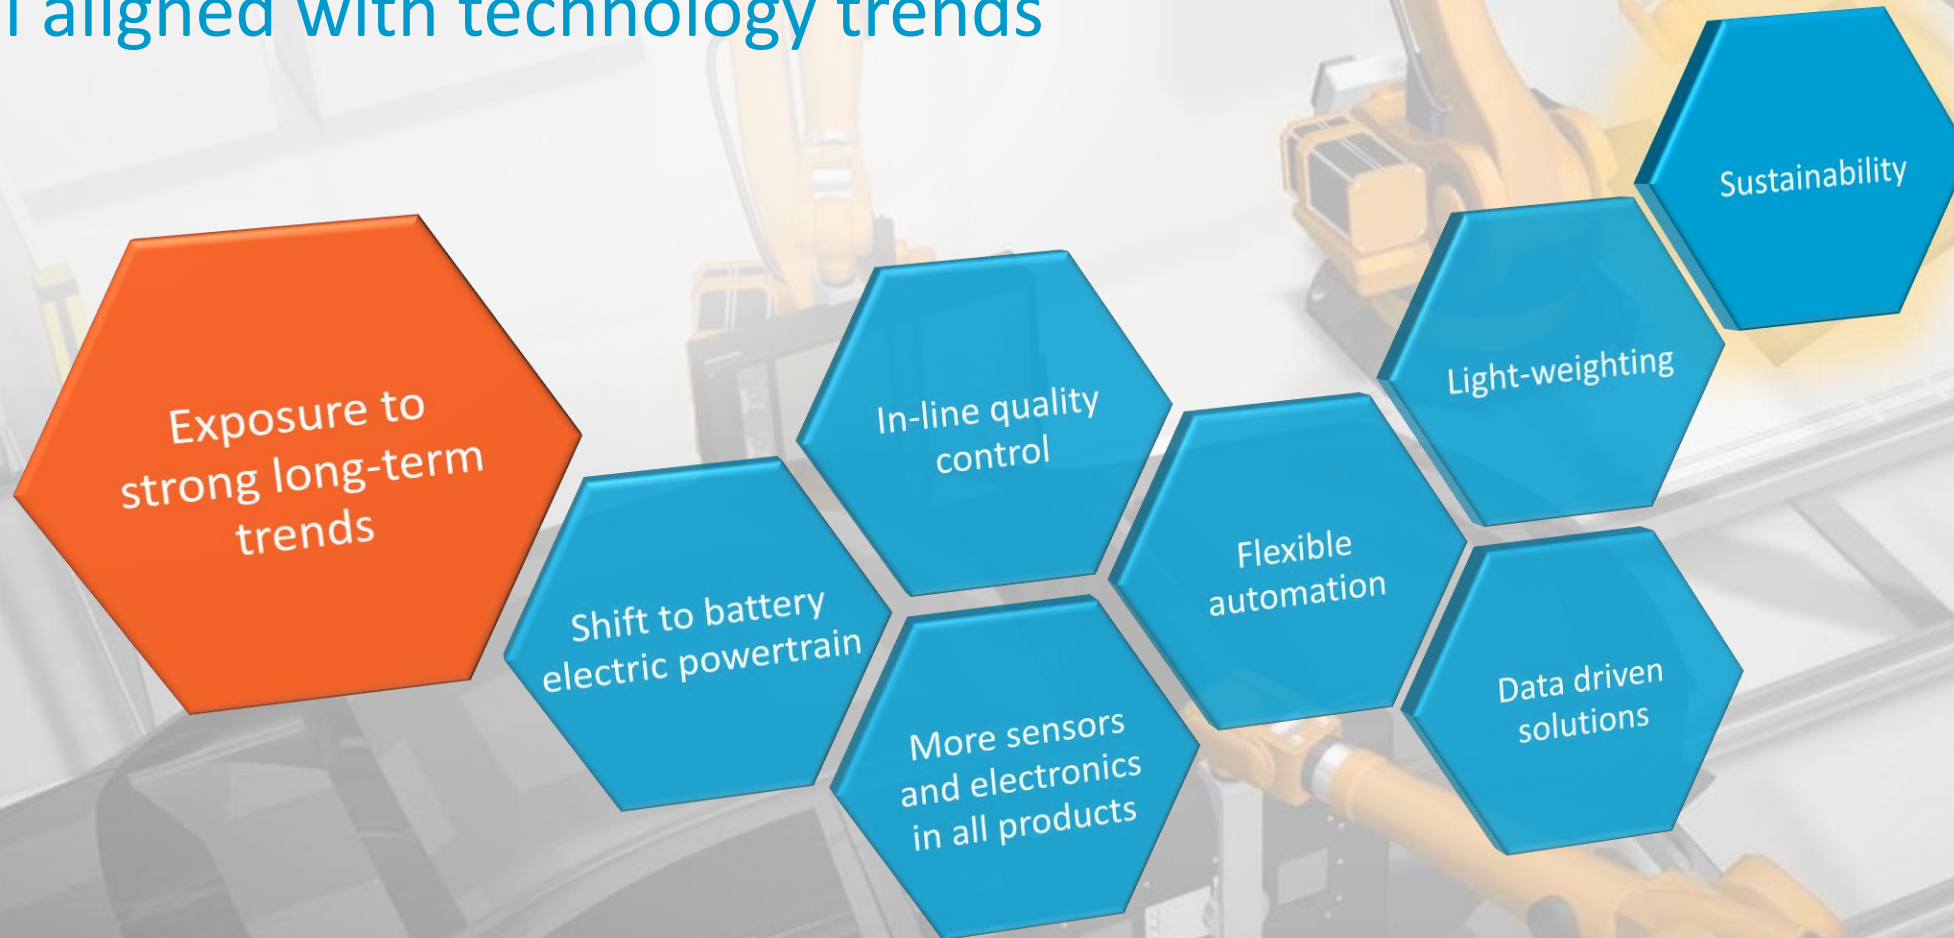 aligned with technology trends
Exposure to
strong long-term
trends
Shift to battery
electric powertrain
In-line quality
control
More sensors
and electronics
in all products
Flexible
automation
Light-weighting
Data driven
solutions
Sustainability